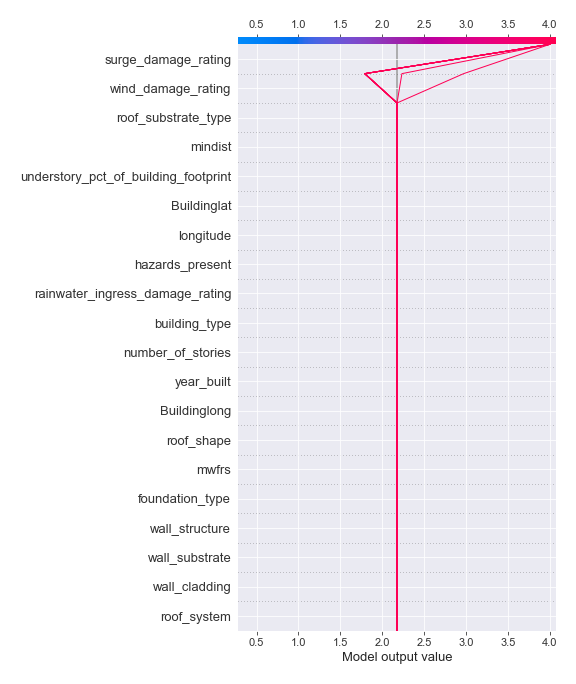 0.5 1.0 1.5 2.0 2.5 3.0 3.5 4.0
surge_damage_rating
wind_damage_rating
roof_substrate_type
mindist
understory_pct_of_building_footprint
Buildinglat
longitude
hazards_present
rainwater_ingress_damage_rating
building_type
number_of_stories
year_built
Buildinglong
roof_shape
mwfrs
foundation_type
wall_structure
wall_substrate
wall_cladding
roof_system
0.5 1.0 1.5 2.0 2.5 3.0 3.5 4.0
Model output value